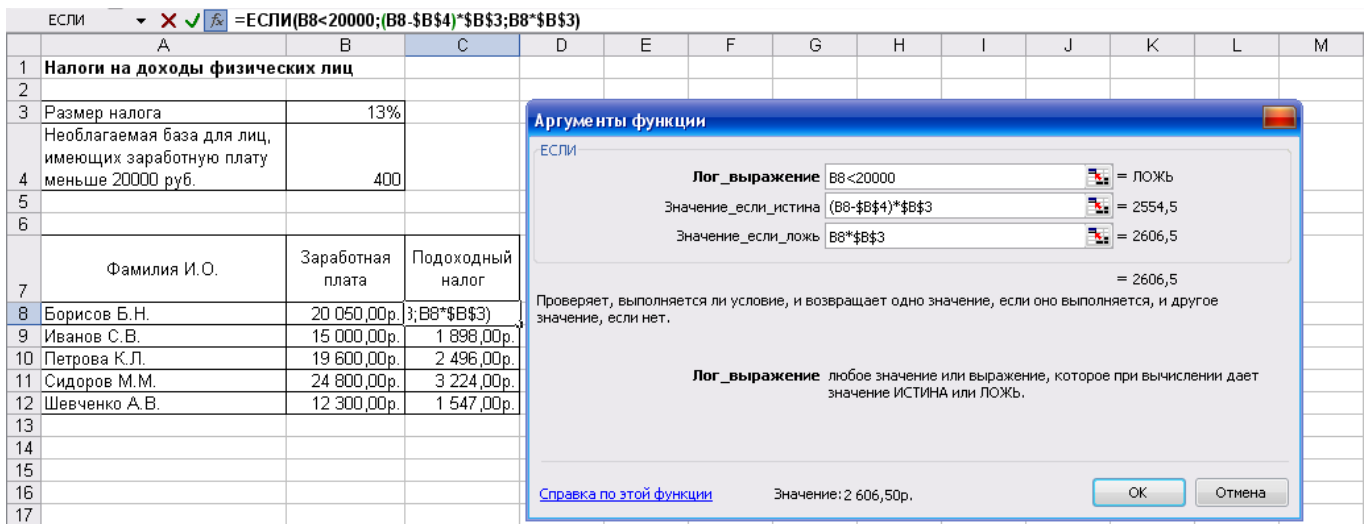 ЕСЛИ =ЕСЛИ(B8<20000;(B8-$B$4)*$B$3;B8*$B$3)
A B C D E F G H I J K L M
1 Налоги на доходы физических лиц
2
3 Размер налога 13%
Необлагаемая база для лиц,
имеющих заработную плату
4 меньше 20000 руб. 400
5
6
7 Фамилия И.О. Заработная плата Подоходный налог
8 Борисов Б.Н. 20 050,00р. 3;B8*$B$3)
9 Иванов С.В. 15 000,00р. 1 898,00р.
10 Петрова К.Л. 19 600,00р. 2 496,00р.
11 Сидоров М.М. 24 800,00р. 3 224,00р.
12 Шевченко А.В. 12 300,00р. 1 547,00р.
13
14
15
16
17
Аргументы функции
ЕСЛИ
Лог_выражение B8<20000 = ЛОЖЬ
Значение_если_истина (B8-$B$4)*$B$3 = 2554,5
Значение_если_ложь B8*$B$3 = 2606,5
= 2606,5
Проверяет, выполняется ли условие, и возвращает одно значение, если оно выполняется, и другое
значение, если нет.
Лог_выражение любое значение или выражение, которое при вычислении дает
значение ИСТИНА или ЛОЖЬ.
Справка по этой функции Значение: 2 606,50р. OK Отмена